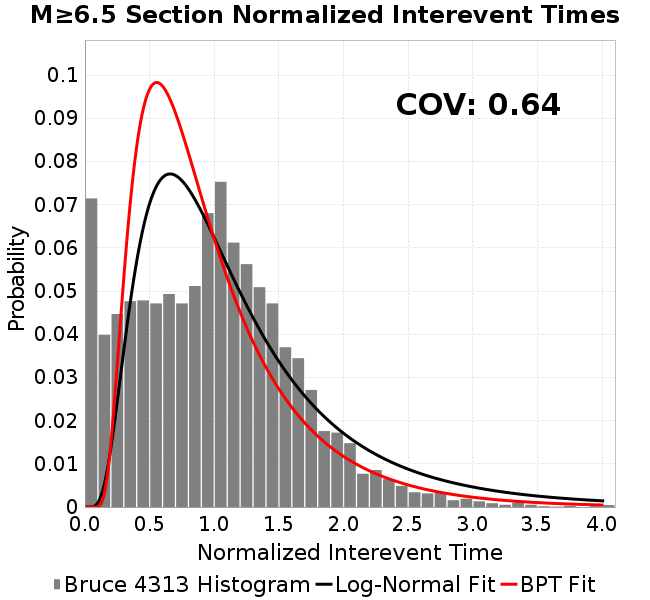 M≥6.5 Section Normalized Interevent Times
COV: 0.64
Probability
0.1
0.09
0.08
0.07
0.06
0.05
0.04
0.03
0.02
0.01
0
0.0 0.5 1.0 1.5 2.0 2.5 3.0 3.5 4.0
Normalized Interevent Time
Bruce 4313 Histogram Log-Normal Fit BPT Fit